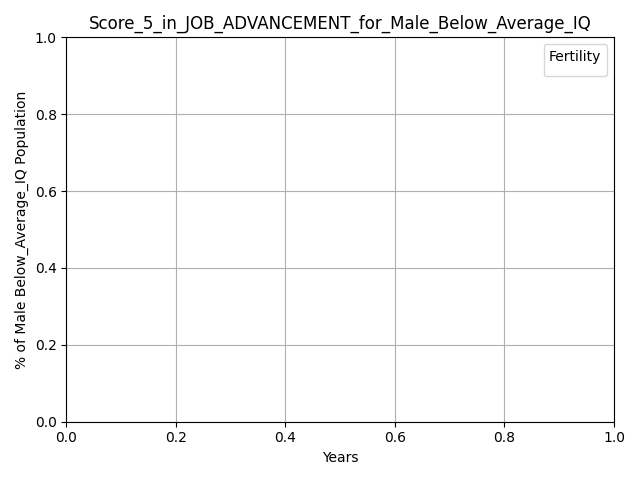 Score_5_in_JOB_ADVANCEMENT_for_Male_Below_Average_IQ
Fertility
% of Male Below_Average_IQ Population
1.0
0.8
0.6
0.4
0.2
0.0
0.0 0.2 0.4 0.6 0.8 1.0
Years